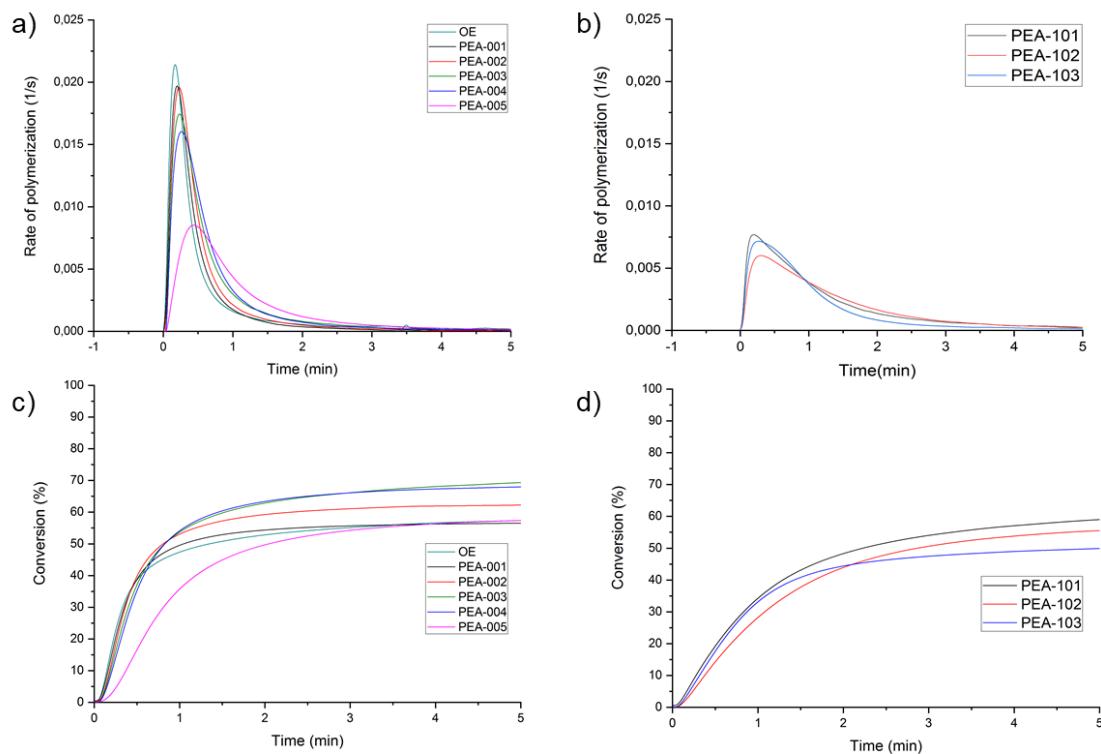 a)
Rate of polymerization (1/s)
0,025
0,020
0,015
0,010
0,005
0,000
-1 0 1 2 3 4 5
Time (min)
OE
PEA-001
PEA-002
PEA-003
PEA-004
PEA-005
b)
Rate of polymerization (1/s)
0,025
0,020
0,015
0,010
0,005
0,000
-1 0 1 2 3 4 5
Time(min)
PEA-101
PEA-102
PEA-103
c)
Conversion (%)
100
90
80
70
60
50
40
30
20
10
0
0 1 2 3 4 5
Time (min)
OE
PEA-001
PEA-002
PEA-003
PEA-004
PEA-005
d)
Conversion (%)
100
90
80
70
60
50
40
30
20
10
0
0 1 2 3 4 5
Time (min)
PEA-101
PEA-102
PEA-103